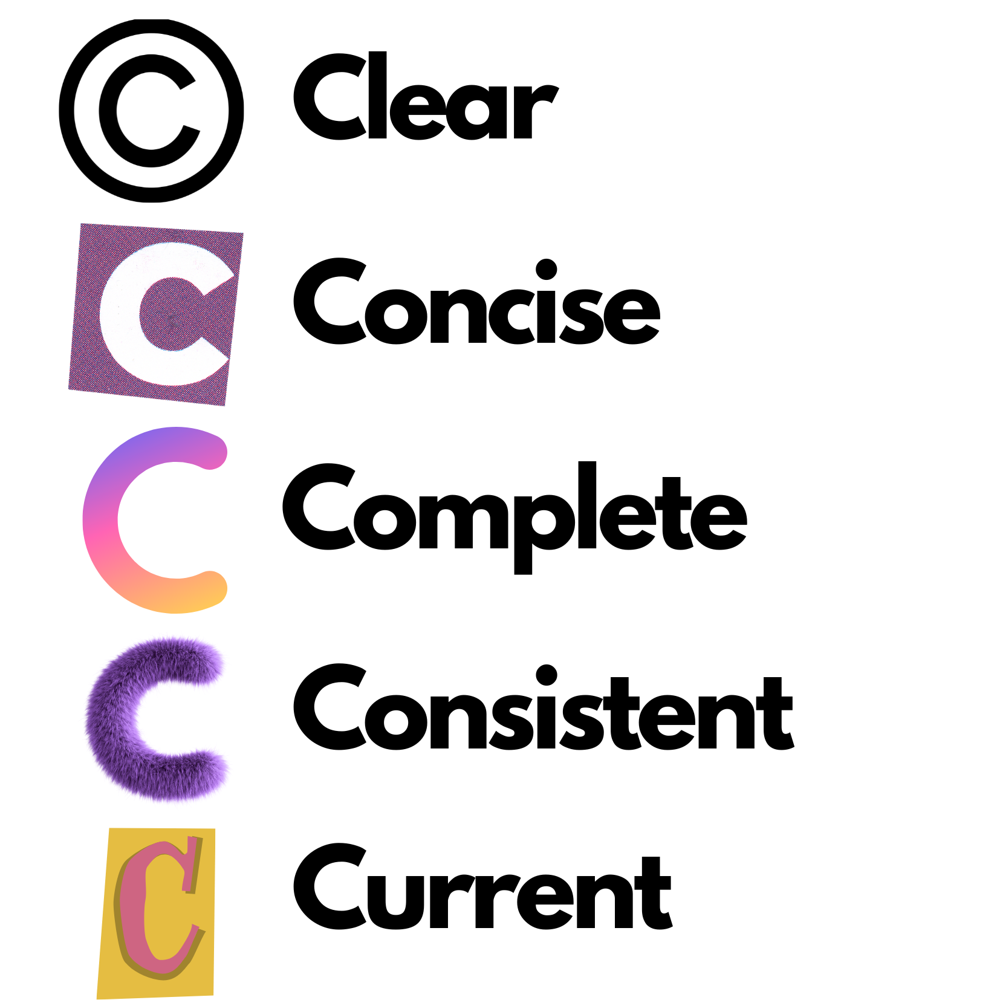 © Clear
C Concise
C Complete
C Consistent
C Current